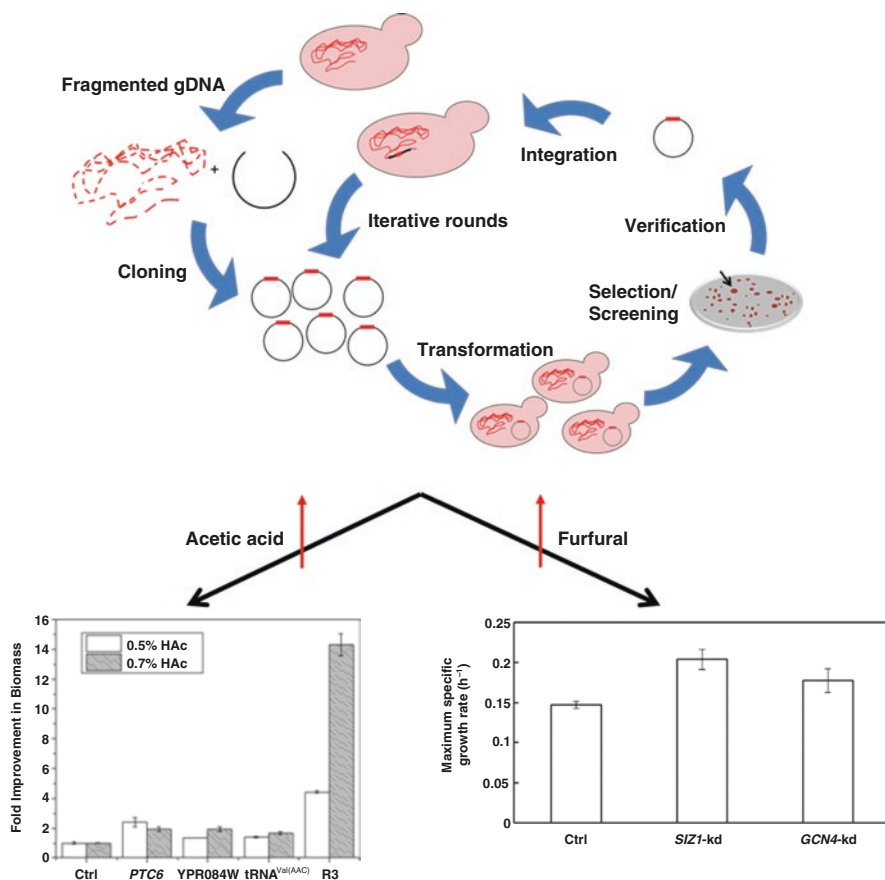 Fragmented gDNA
+
Integration
Iterative rounds
Verification
Cloning
Selection/
Screening
Transformation
Acetic acid
Furfural
Fold Improvement in Biomass
16
14
12
10
8
6
4
2
0
0.5% HAc
0.7% HAc
Ctrl PTC6 YPR084W tRNA^Val(AAC) R3
Maximum specific
growth rate (h⁻¹)
0.25
0.2
0.15
0.1
0.05
0
Ctrl SIZ1-kd GCN4-kd